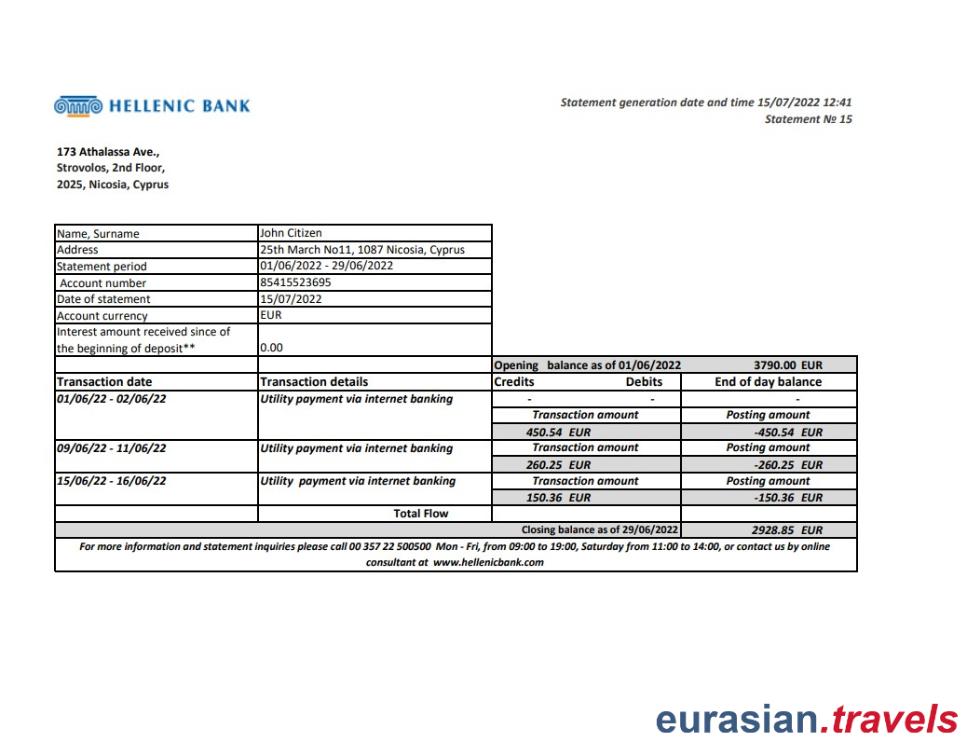 HELLENIC BANK
Statement generation date and time 15/07/2022 12:41
Statement № 15
173 Athalassa Ave.,
Strovolos, 2nd Floor,
2025, Nicosia, Cyprus
Name, Surname John Citizen
Address 25th March No11, 1087 Nicosia, Cyprus
Statement period 01/06/2022 - 29/06/2022
Account number 85415523695
Date of statement 15/07/2022
Account currency EUR
Interest amount received since of
the beginning of deposit** 0.00
Opening balance as of 01/06/2022 3790.00 EUR
Transaction date Transaction details Credits Debits End of day balance
01/06/22 - 02/06/22 Utility payment via internet banking - - -
Transaction amount Posting amount
450.54 EUR -450.54 EUR
09/06/22 - 11/06/22 Utility payment via internet banking Transaction amount Posting amount
260.25 EUR -260.25 EUR
15/06/22 - 16/06/22 Utility payment via internet banking Transaction amount Posting amount
150.36 EUR -150.36 EUR
Total Flow
Closing balance as of 29/06/2022 2928.85 EUR
For more information and statement inquiries please call 00 357 22 500500 Mon - Fri, from 09:00 to 19:00, Saturday from 11:00 to 14:00, or contact us by online
consultant at www.hellenicbank.com
eurasian.travels